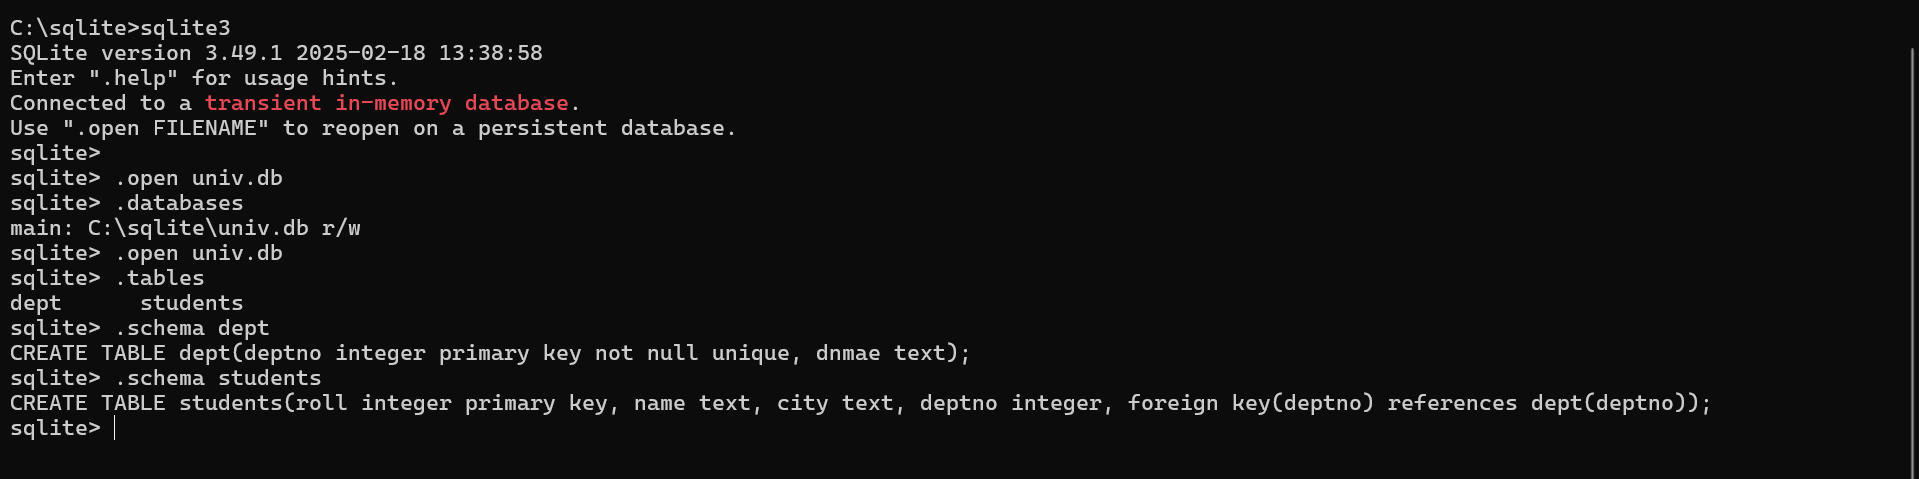 C:\sqlite>sqlite3
SQLite version 3.49.1 2025-02-18 13:38:58
Enter ".help" for usage hints.
Connected to a transient in-memory database.
Use ".open FILENAME" to reopen on a persistent database.
sqlite>
sqlite> .open univ.db
sqlite> .databases
main: C:\sqlite\univ.db r/w
sqlite> .open univ.db
sqlite> .tables
dept      students
sqlite> .schema dept
CREATE TABLE dept(deptno integer primary key not null unique, dnmae text);
sqlite> .schema students
CREATE TABLE students(roll integer primary key, name text, city text, deptno integer, foreign key(deptno) references dept(deptno));
sqlite>